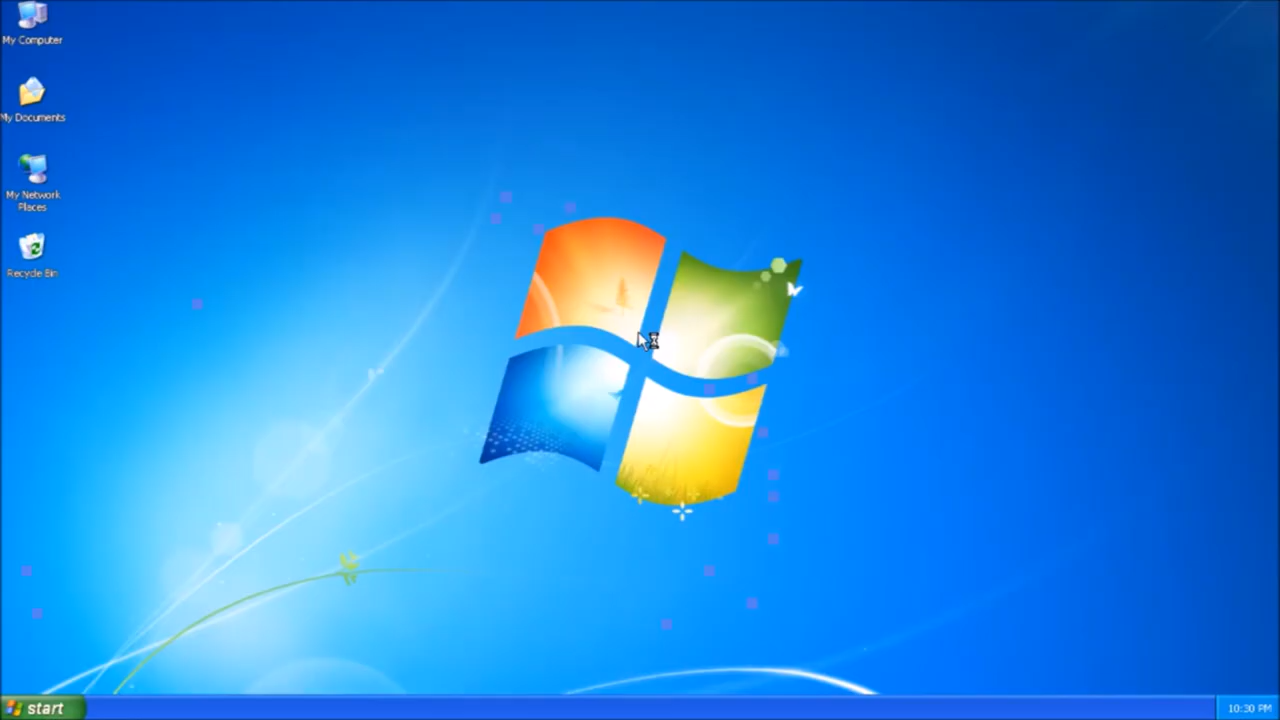 My Computer
My Documents
My Network
Places
Recycle Bin
start
10:30 PM